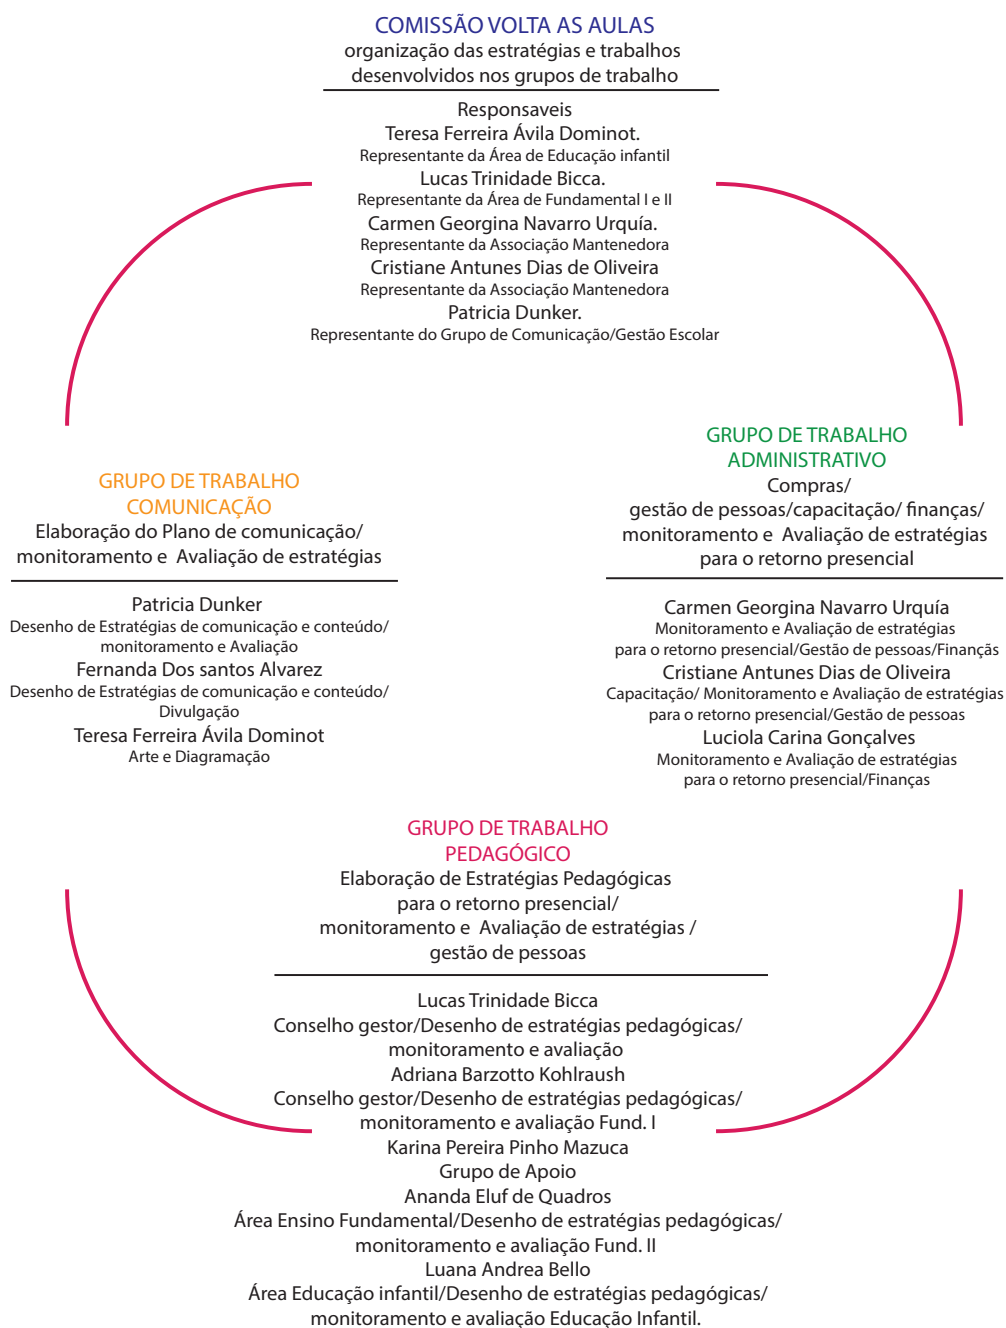 COMISSÃO VOLTA AS AULAS
organização das estratégias e trabalhos
desenvolvidos nos grupos de trabalho
Responsaveis
Teresa Ferreira Ávila Dominot.
Representante da Área de Educação infantil
Lucas Trinidade Bicca.
Representante da Área de Fundamental I e II
Carmen Georgina Navarro Urquía.
Representante da Associação Mantenedora
Cristiane Antunes Dias de Oliveira
Representante da Associação Mantenedora
Patricia Dunker.
Representante do Grupo de Comunicação/Gestão Escolar
GRUPO DE TRABALHO
COMUNICAÇÃO
Elaboração do Plano de comunicação/
monitoramento e Avaliação de estratégias
Patricia Dunker
Desenho de Estratégias de comunicação e conteúdo/
monitoramento e Avaliação
Fernanda Dos santos Alvarez
Desenho de Estratégias de comunicação e conteúdo/
Divulgação
Teresa Ferreira Ávila Dominot
Arte e Diagramação
GRUPO DE TRABALHO
ADMINISTRATIVO
Compras/
gestão de pessoas/capacitação/ finanças/
monitoramento e Avaliação de estratégias
para o retorno presencial
Carmen Georgina Navarro Urquía
Monitoramento e Avaliação de estratégias
para o retorno presencial/Gestão de pessoas/Finançãs
Cristiane Antunes Dias de Oliveira
Capacitação/ Monitoramento e Avaliação de estratégias
para o retorno presencial/Gestão de pessoas
Luciola Carina Gonçalves
Monitoramento e Avaliação de estratégias
para o retorno presencial/Finanças
GRUPO DE TRABALHO
PEDAGÓGICO
Elaboração de Estratégias Pedagógicas
para o retorno presencial/
monitoramento e Avaliação de estratégias /
gestão de pessoas
Lucas Trinidade Bicca
Conselho gestor/Desenho de estratégias pedagógicas/
monitoramento e avaliação
Adriana Barzotto Kohlraush
Conselho gestor/Desenho de estratégias pedagógicas/
monitoramento e avaliação Fund. I
Karina Pereira Pinho Mazuca
Grupo de Apoio
Ananda Eluf de Quadros
Área Ensino Fundamental/Desenho de estratégias pedagógicas/
monitoramento e avaliação Fund. II
Luana Andrea Bello
Área Educação infantil/Desenho de estratégias pedagógicas/
monitoramento e avaliação Educação Infantil.